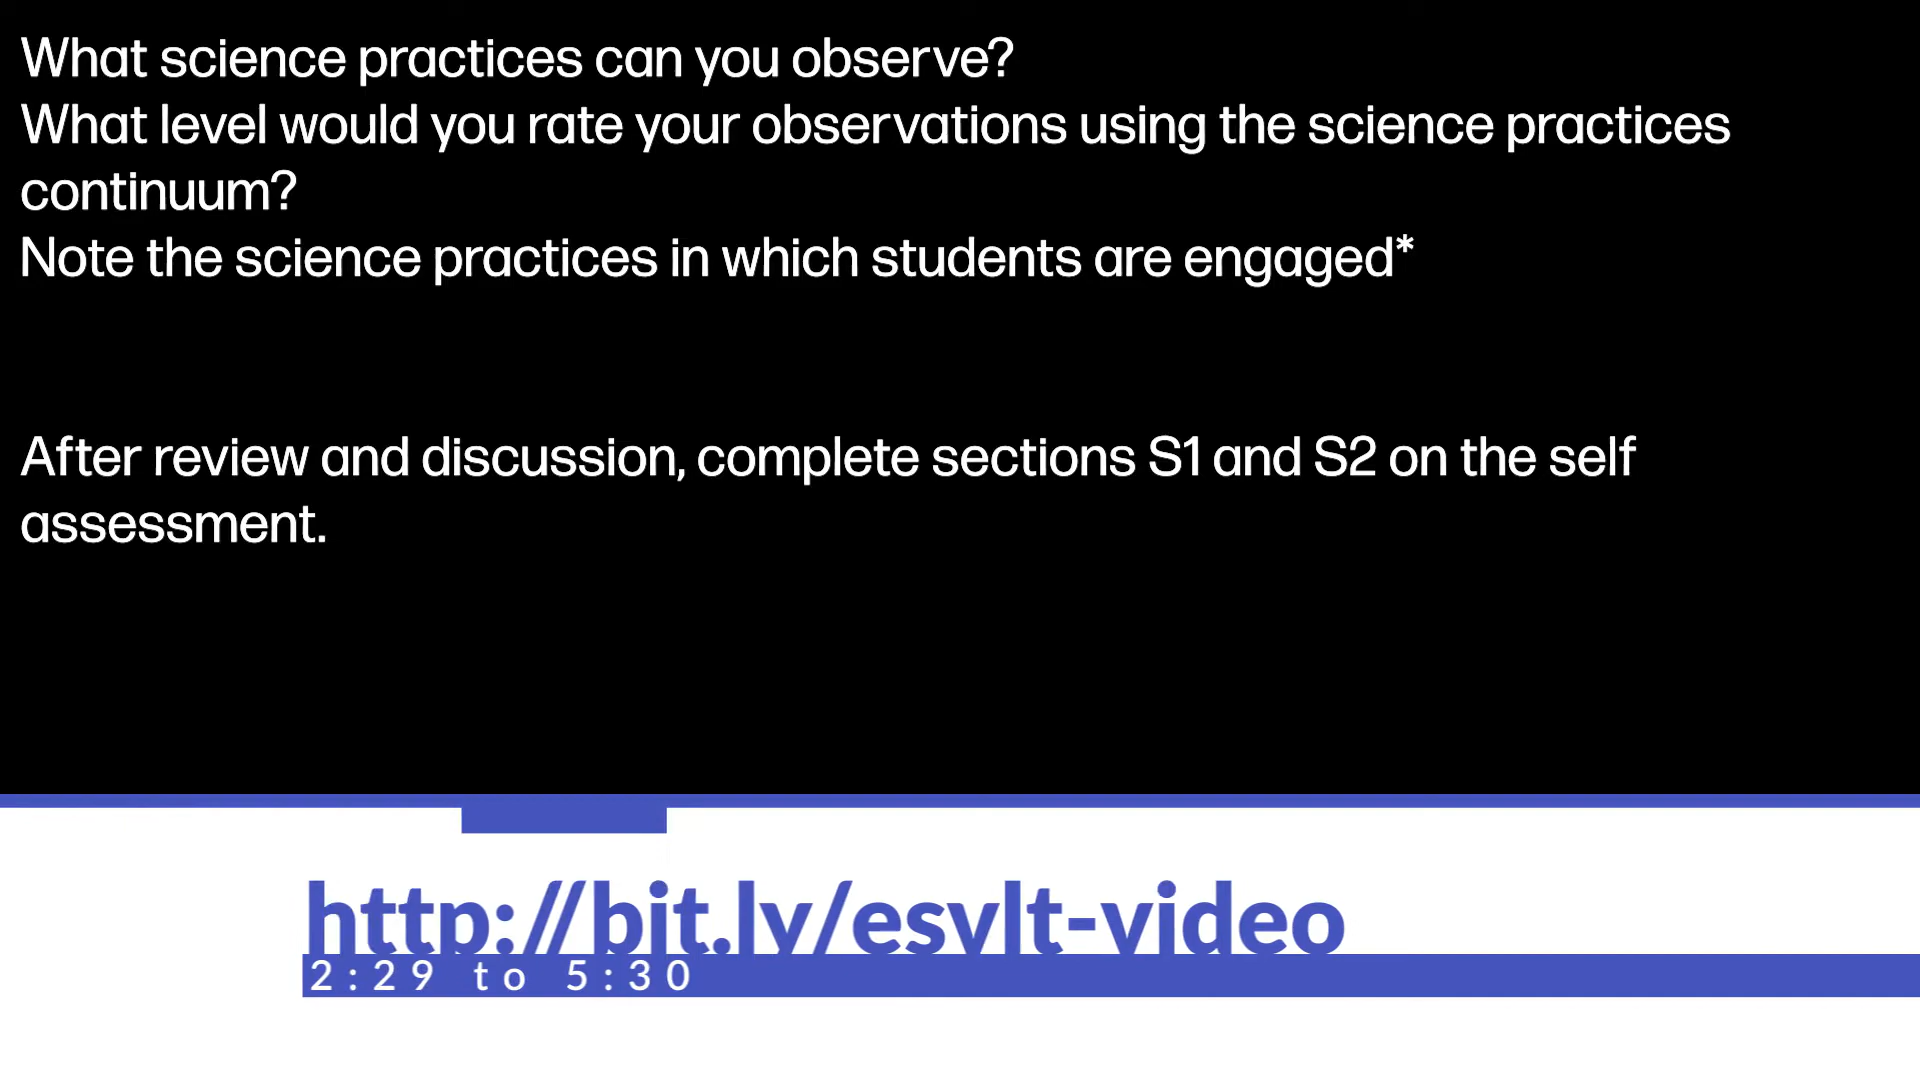 What science practices can you observe?
What level would you rate your observations using the science practices
continuum?
Note the science practices in which students are engaged*
After review and discussion, complete sections S1 and S2 on the self
assessment.
http://bit.ly/esvlt-video
2:29 to 5:30